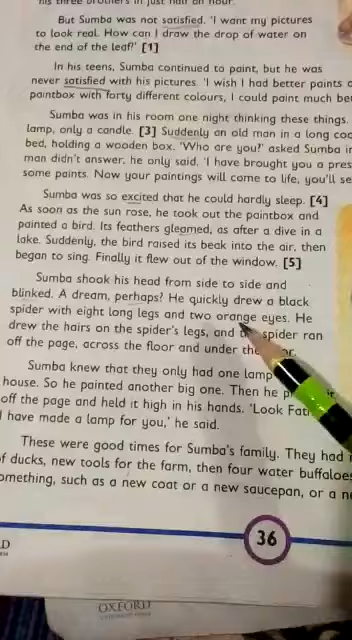 his three brothers in just half an hour.
But Sumba was not satisfied. 'I want my pictures
to look real. How can I draw the drop of water on
the end of the leaf?' [1]
In his teens, Sumba continued to paint, but he was
never satisfied with his pictures. 'I wish I had better paints
paintbox with forty different colours, I could paint much
Sumba was in his room one night thinking these things.
lamp, only a candle. [3] Suddenly an old man in a long
bed, holding a wooden box. 'Who are you?' asked Sumba
man didn't answer, he only said, 'I have brought you a
some paints. Now your paintings will come to life, you'll
Sumba was so excited that he could hardly sleep. [4]
As soon as the sun rose, he took out the paintbox and
painted a bird. Its feathers gleamed, as after a dive in a
lake. Suddenly, the bird raised its beak into the air, then
began to sing. Finally it flew out of the window. [5]
Sumba shook his head from side to side and
blinked. A dream, perhaps? He quickly drew a black
spider with eight long legs and two orange eyes. He
drew the hairs on the spider's legs, and spider ran
off the page, across the floor and under
Sumba knew that they only had one lamp
house. So he painted another big one. Then he
off the page and held it high in his hands. 'Look
I have made a lamp for you,' he said.
These were good times for Sumba's family. They had
of ducks, new tools for the farm, then four water
something, such as a new coat or a new saucepan, or a
36
OXFORD